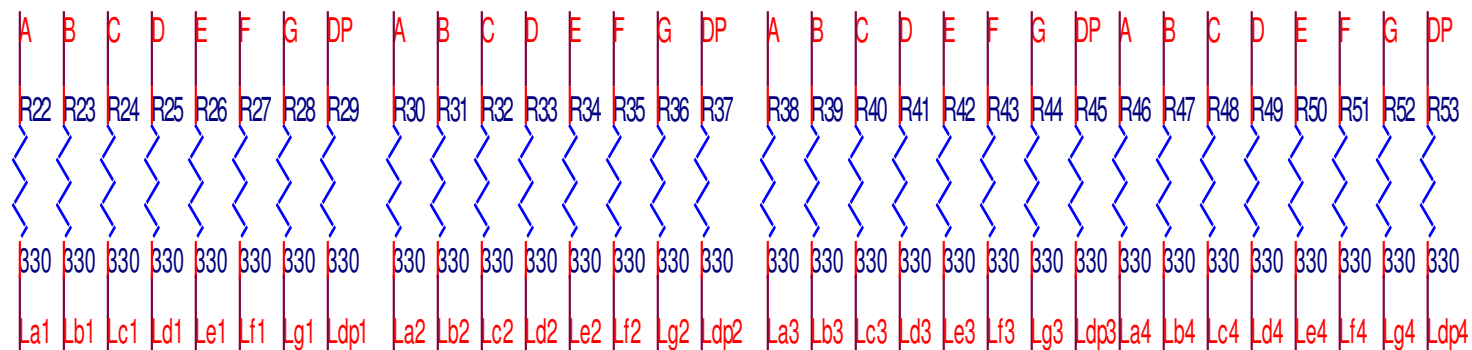 A B C D E F G DP A B C D E F G DP A B C D E F G DP A B C D E F G DP
R22 R23 R24 R25 R26 R27 R28 R29 R30 R31 R32 R33 R34 R35 R36 R37 R38 R39 R40 R41 R42 R43 R44 R45 R46 R47 R48 R49 R50 R51 R52 R53
330 330 330 330 330 330 330 330 330 330 330 330 330 330 330 330 330 330 330 330 330 330 330 330 330 330 330 330 330 330 330 330
La1 Lb1 Lc1 Ld1 Le1 Lf1 Lg1 Ldp1 La2 Lb2 Lc2 Ld2 Le2 Lf2 Lg2 Ldp2 La3 Lb3 Lc3 Ld3 Le3 Lf3 Lg3 Ldp3 La4 Lb4 Lc4 Ld4 Le4 Lf4 Lg4 Ldp4